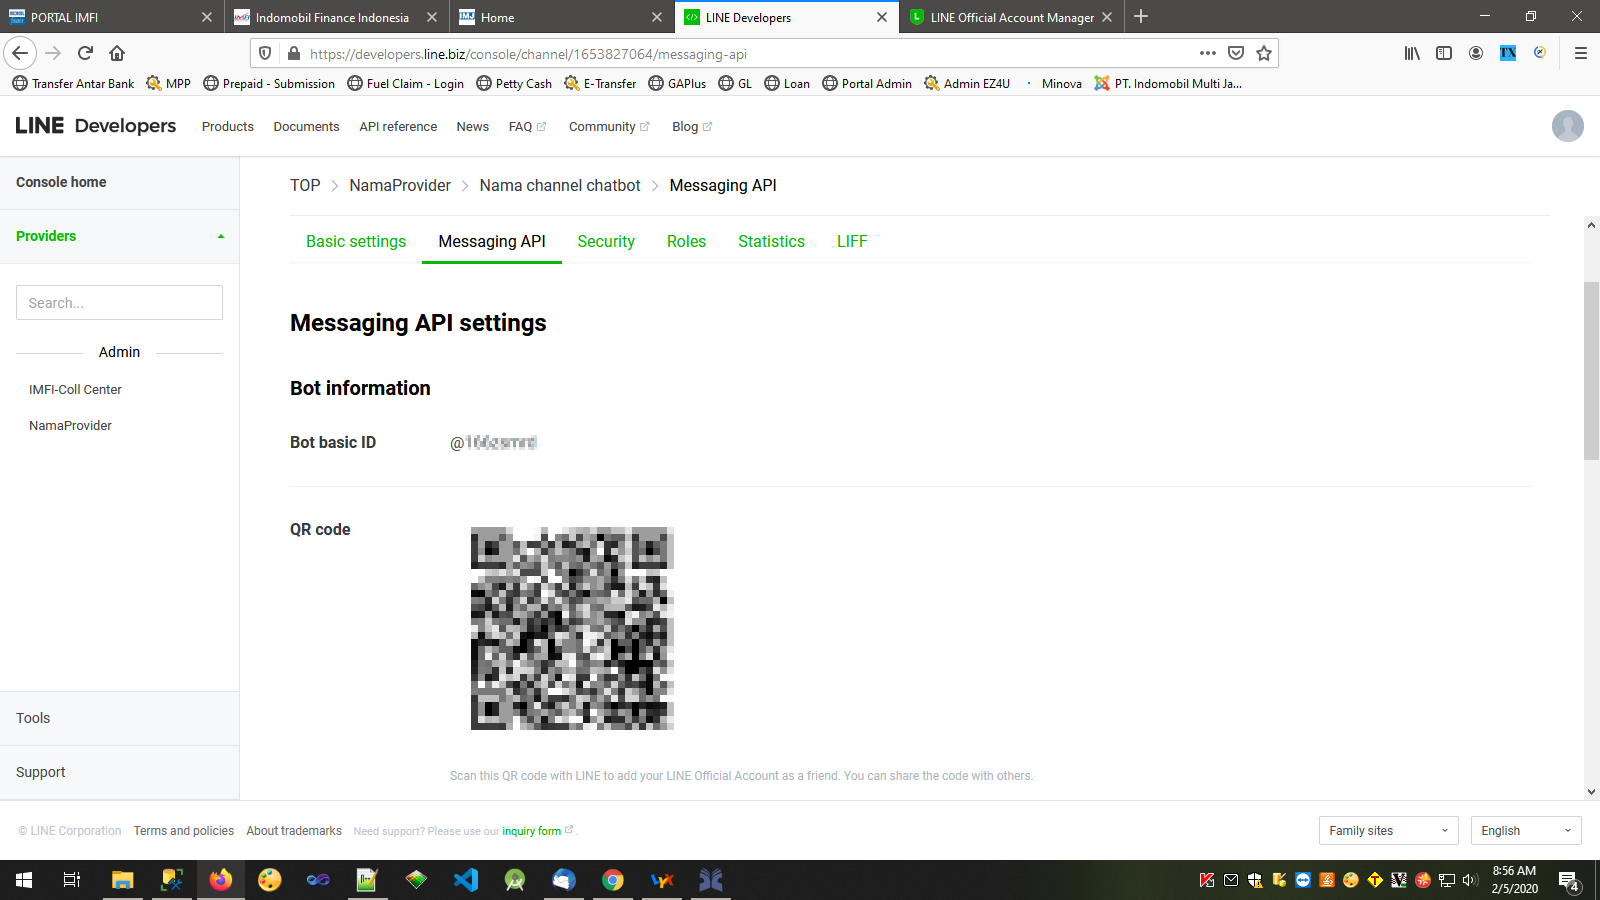 PORTAL IMFI
Indomobil Finance Indonesia
Home
LINE Developers
LINE Official Account Manager
https://developers.line.biz/console/channel/1653827064/messaging-api
Transfer Antar Bank
MPP
Prepaid - Submission
Fuel Claim - Login
Petty Cash
E-Transfer
GAPlus
GL
Loan
Portal Admin
Admin EZ4U
Minova
PT. Indomobil Multi Ja...
LINE Developers
Products
Documents
API reference
News
FAQ
Community
Blog
Console home
Providers
Search...
Admin
IMFI-Coll Center
NamaProvider
Tools
Support
TOP > NamaProvider > Nama channel chatbot > Messaging API
Basic settings
Messaging API
Security
Roles
Statistics
LIFF
Messaging API settings
Bot information
Bot basic ID
@
QR code
Scan this QR code with LINE to add your LINE Official Account as a friend. You can share the code with others.
© LINE Corporation
Terms and policies
About trademarks
Need support? Please use our inquiry form .
Family sites
English
8:56 AM
2/5/2020
4